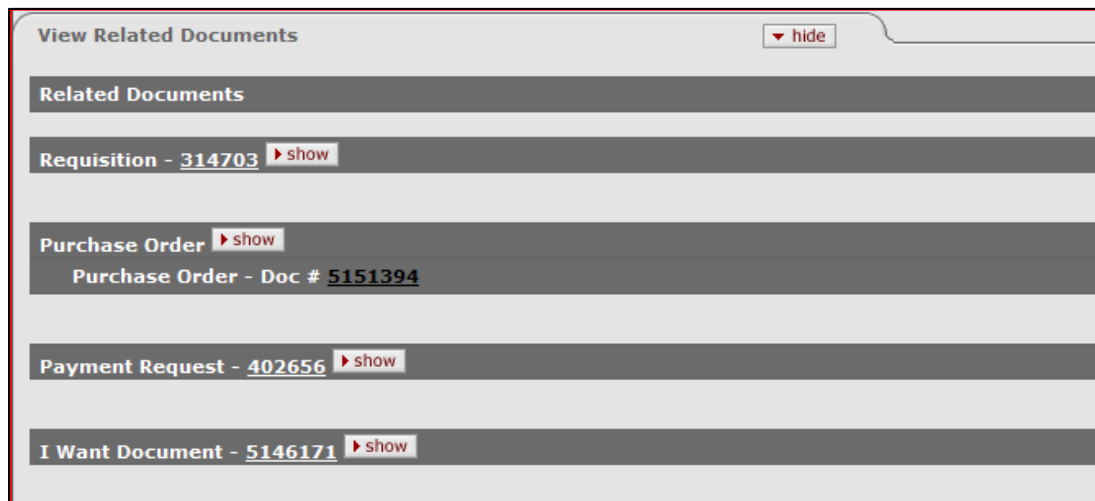 View Related Documents hide
Related Documents
Requisition - 314703 show
Purchase Order show
Purchase Order - Doc # 5151394
Payment Request - 402656 show
I Want Document - 5146171 show